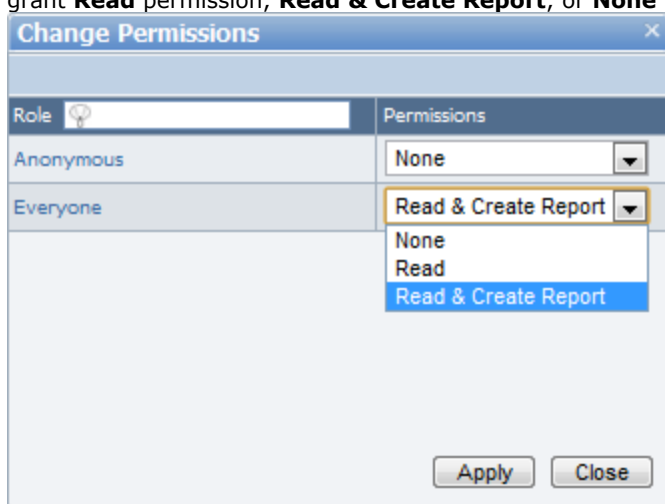 grant Read permission, Read & Create Report, or None
Change Permissions
Role Permissions
Anonymous None
Everyone Read & Create Report
None
Read
Read & Create Report
Apply Close